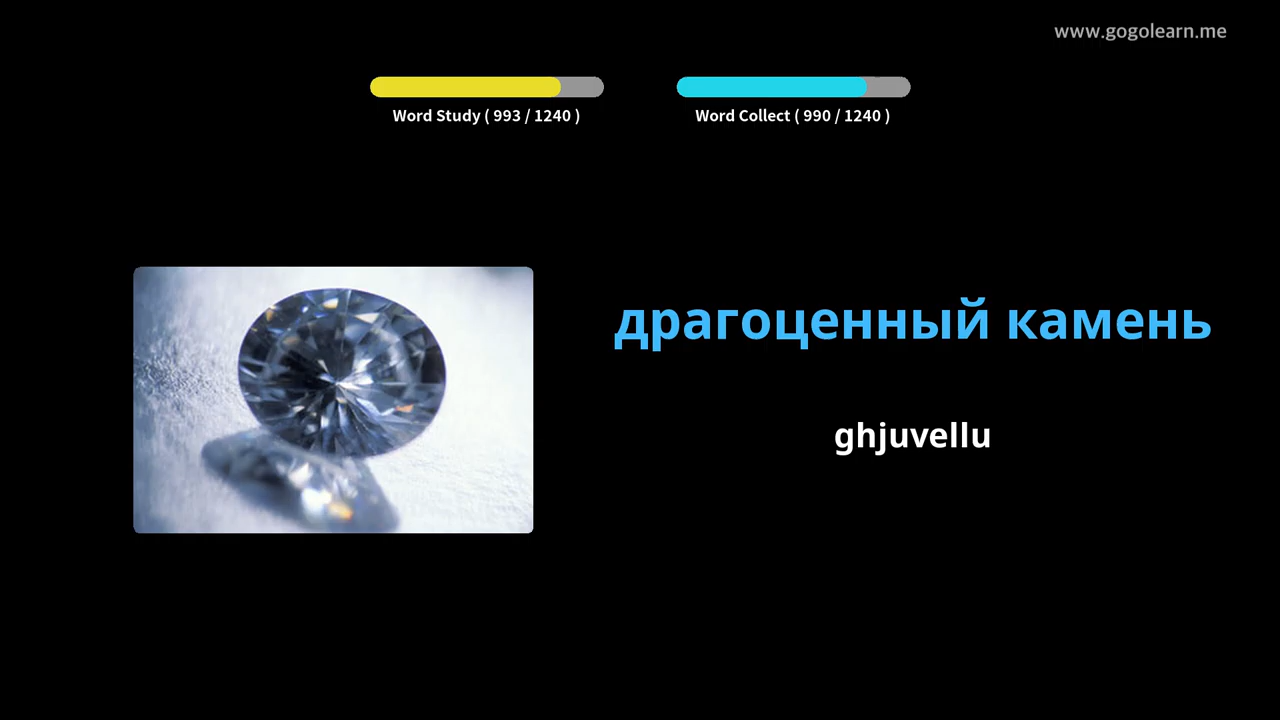 www.gogolearn.me
Word Study ( 993 / 1240 )
Word Collect ( 990 / 1240 )
драгоценный камень
ghjuvellu